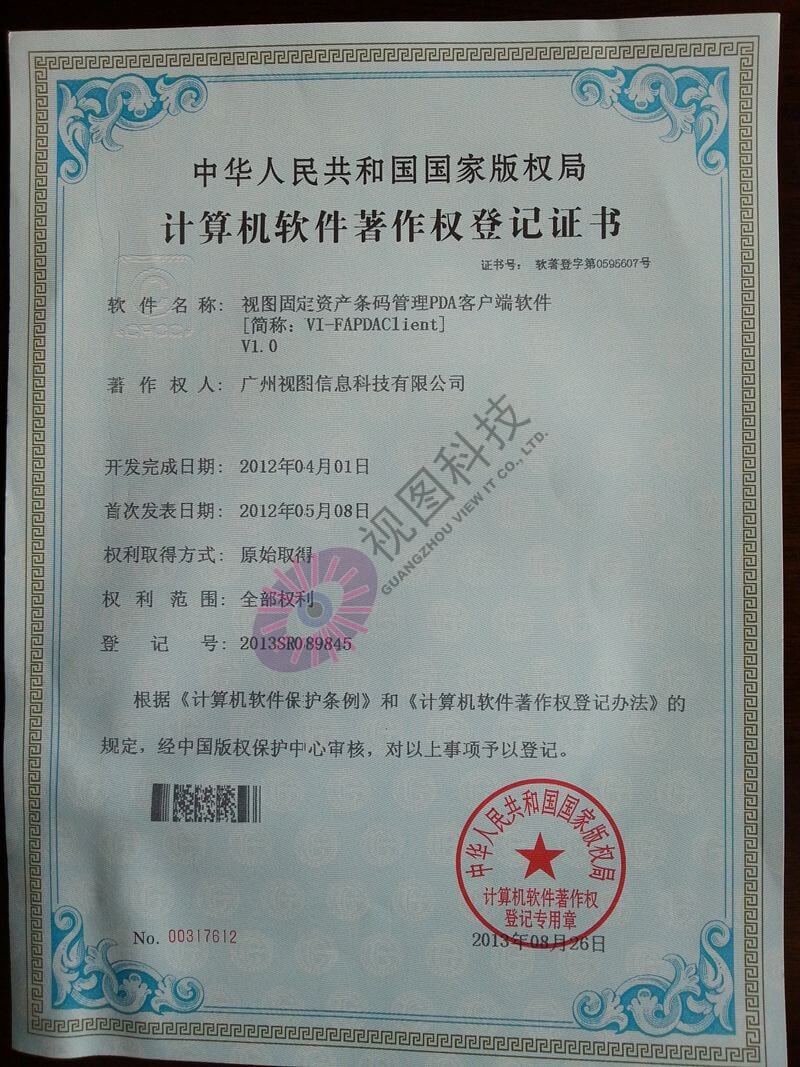 中华人民共和国国家版权局
计算机软件著作权登记证书
证书号： 软著登字第0595607号
软件名称： 视图固定资产条码管理PDA客户端软件
[简称：VI-FAPDAClient]
V1.0
著作权人： 广州视图信息科技有限公司
开发完成日期： 2012年04月01日
首次发表日期： 2012年05月08日
权利取得方式： 原始取得
权利范围： 全部权利
登记号： 2013SR089845
视图科技
GUANGZHOU VIEW IT CO., LTD.
根据《计算机软件保护条例》和《计算机软件著作权登记办法》的
规定，经中国版权保护中心审核，对以上事项予以登记。
中华人民共和国国家版权局
计算机软件著作权
登记专用章
No. 00317612
2013年08月26日